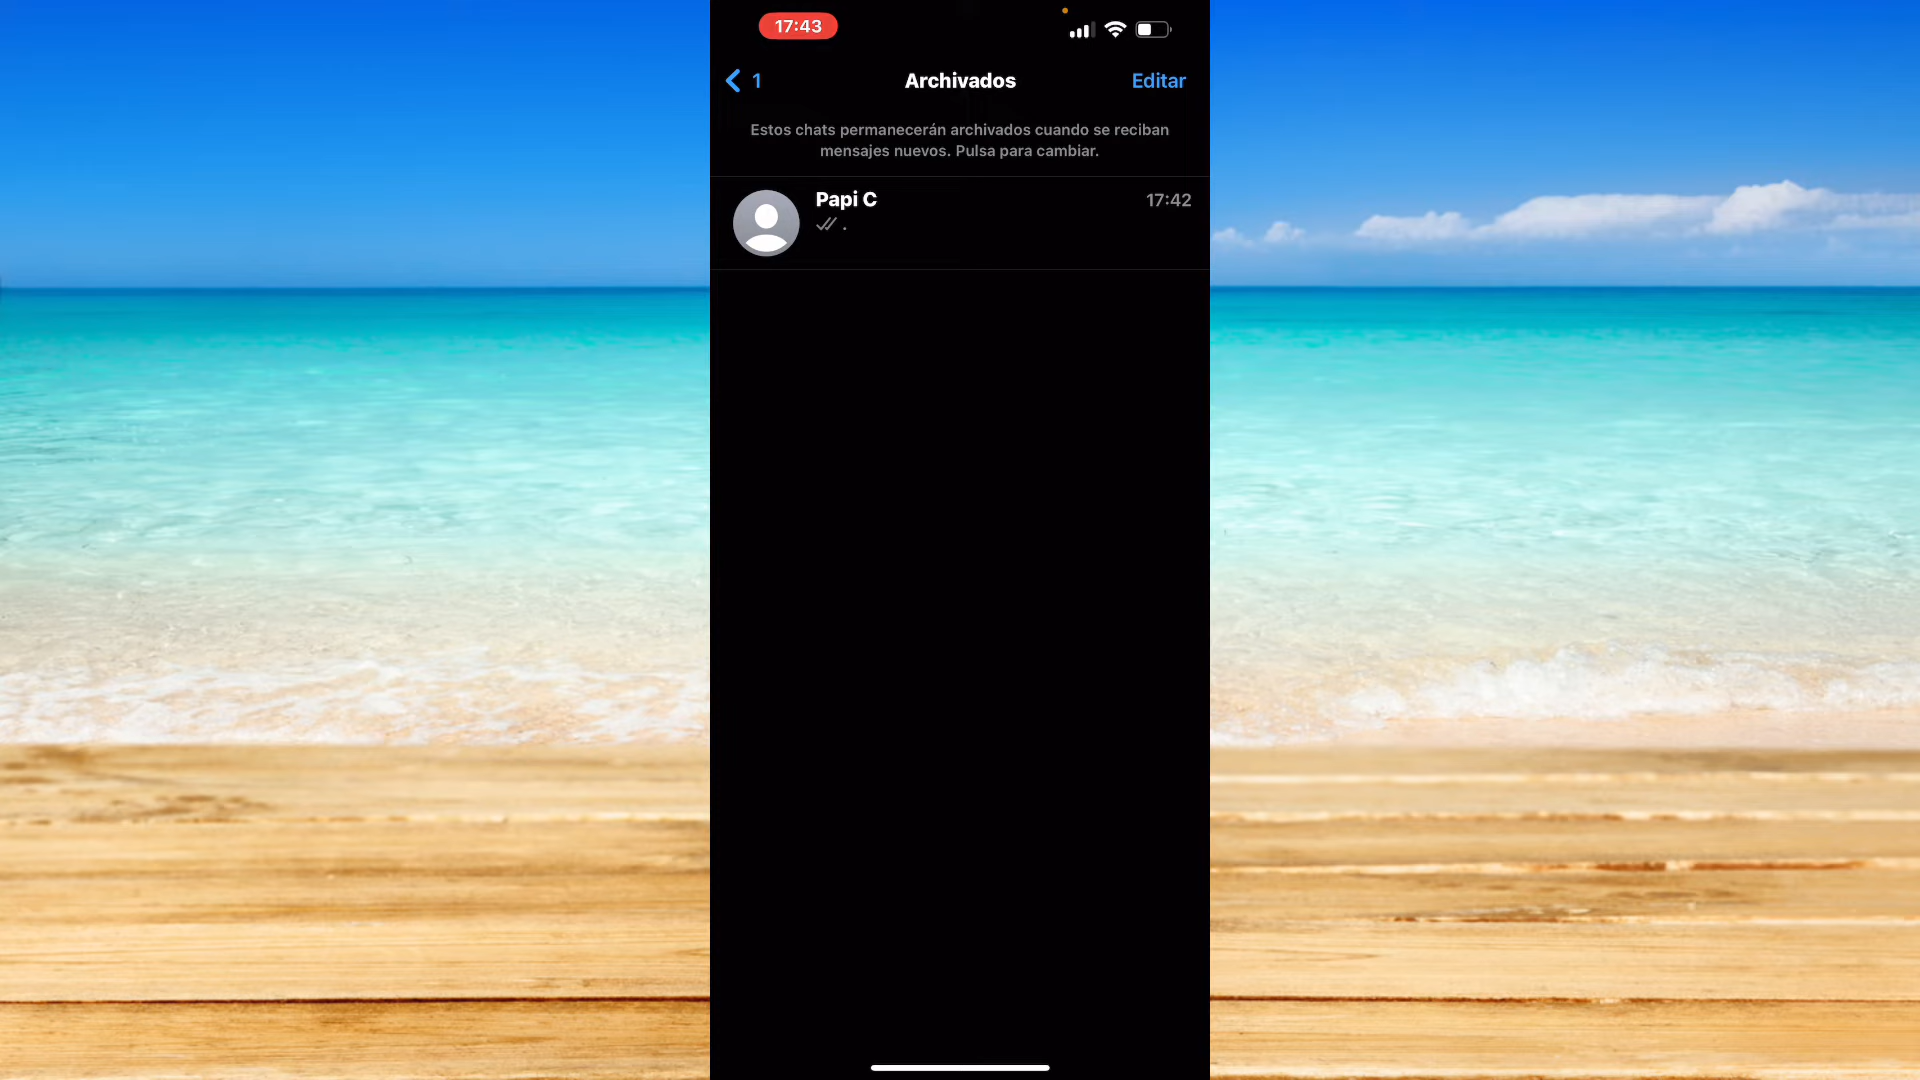 17:43
1
Archivados
Editar
Estos chats permanecerán archivados cuando se reciban
mensajes nuevos. Pulsa para cambiar.
Papi C
17:42
.